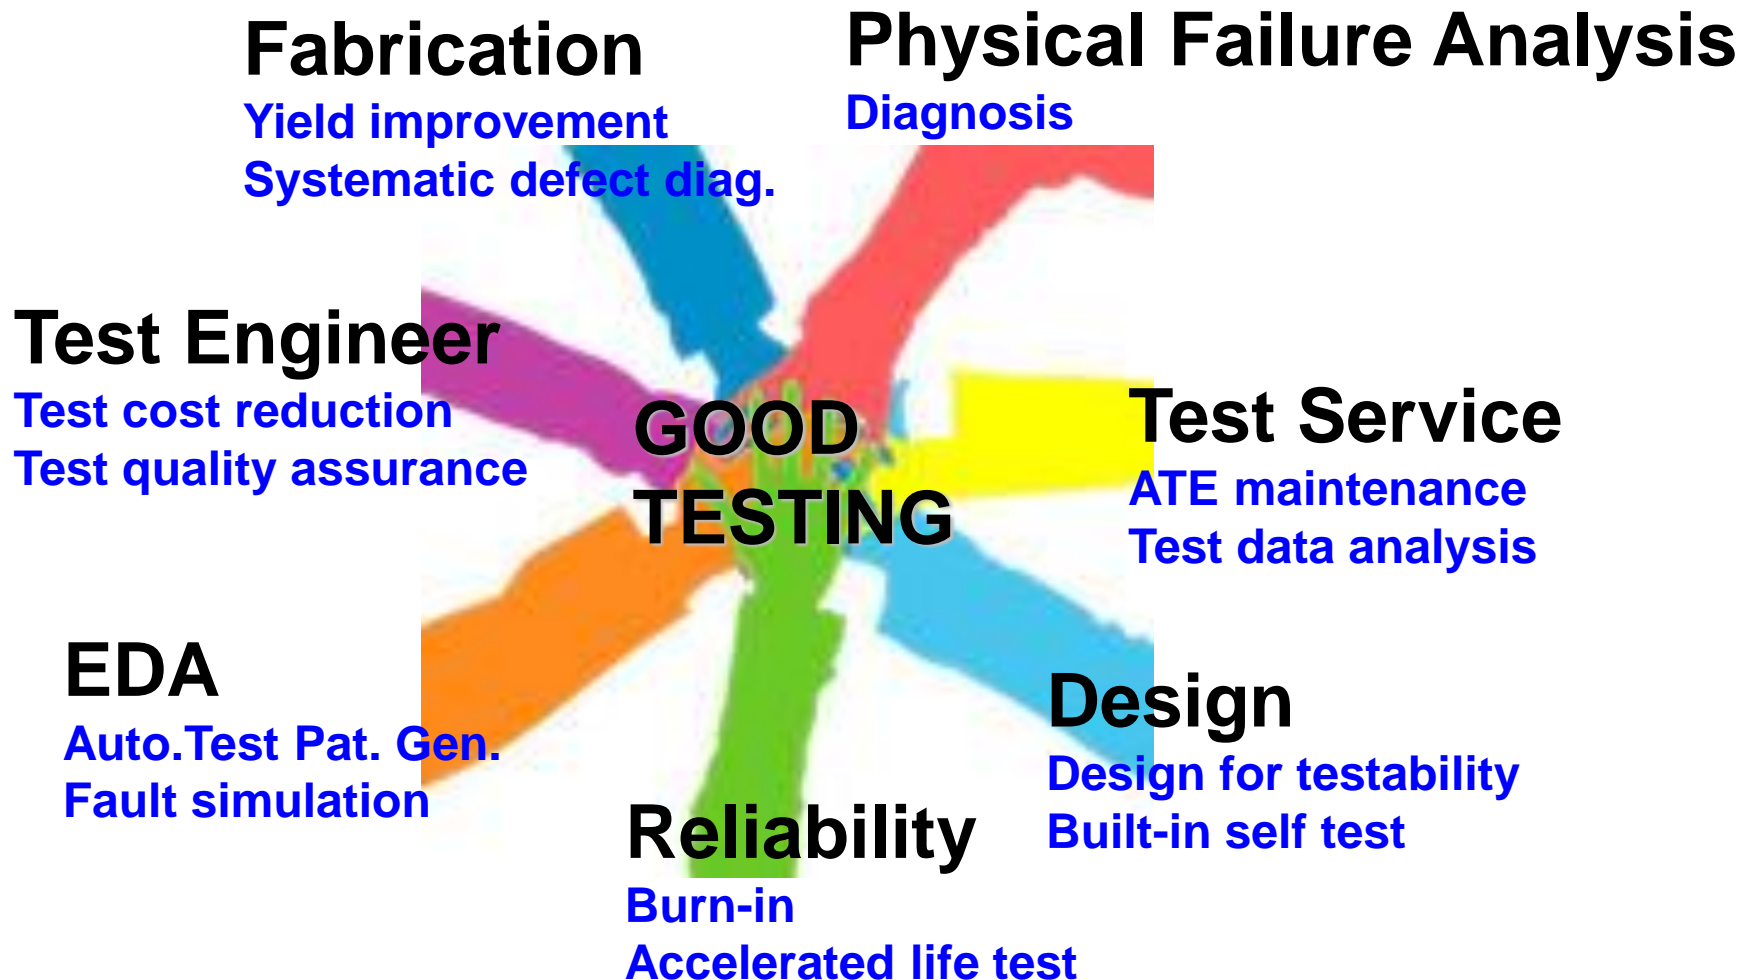 Fabrication
Yield improvement
Systematic defect diag.
Physical Failure Analysis
Diagnosis
Test Engineer
Test cost reduction
Test quality assurance
GOOD
TESTING
Test Service
ATE maintenance
Test data analysis
EDA
Auto.Test Pat. Gen.
Fault simulation
Design
Design for testability
Built-in self test
Reliability
Burn-in
Accelerated life test